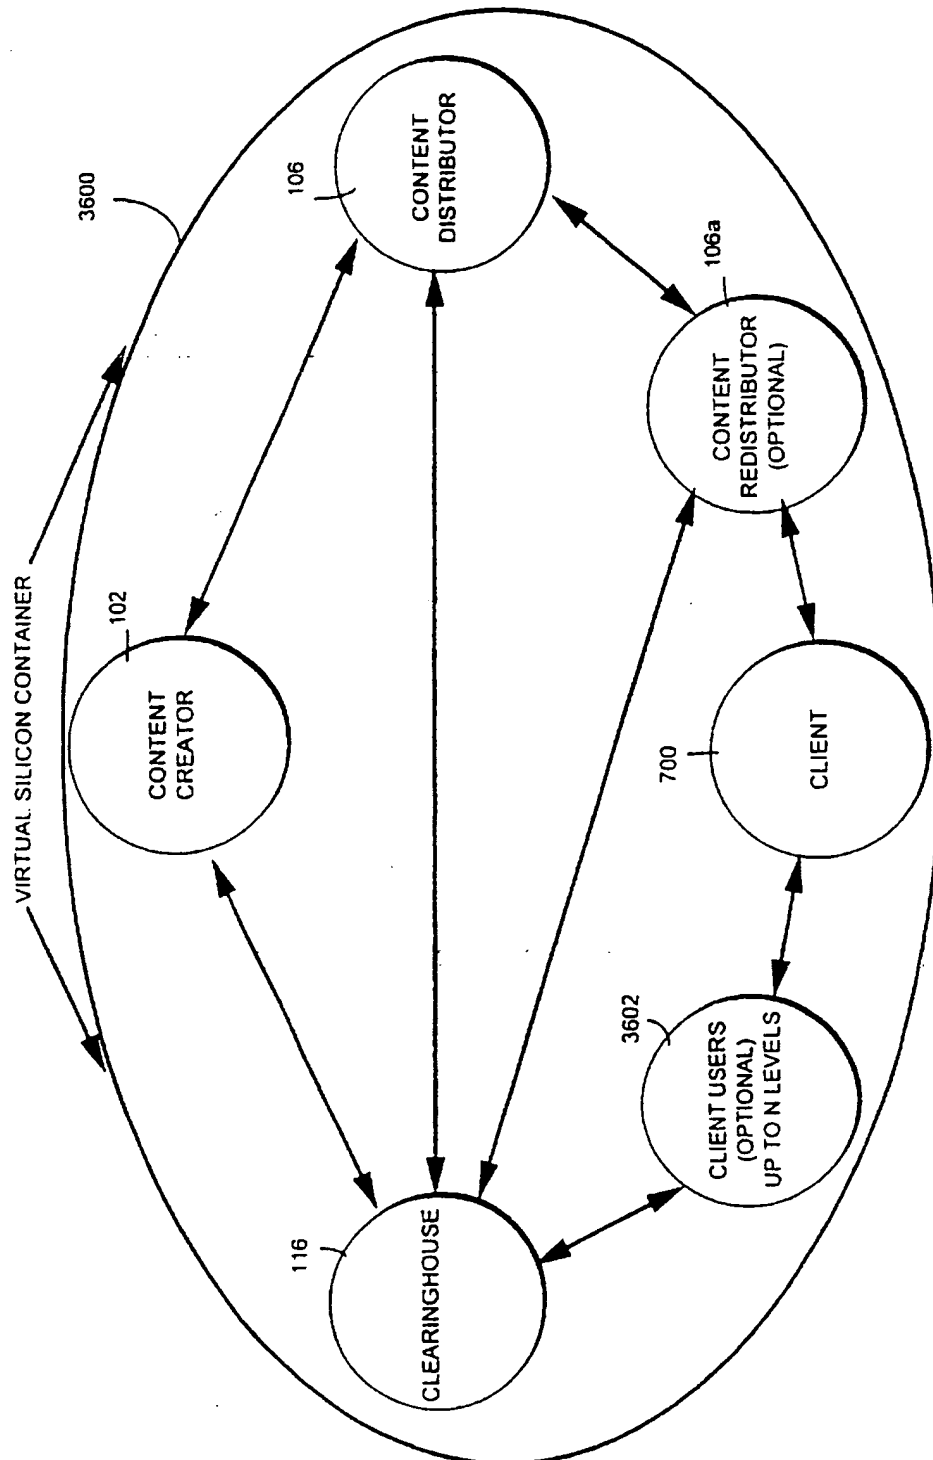 VIRTUAL SILICON CONTAINER
3600
102
CONTENT
CREATOR
106
CONTENT
DISTRIBUTOR
116
CLEARINGHOUSE
106a
CONTENT
REDISTRIBUTOR
(OPTIONAL)
3602
CLIENT USERS
(OPTIONAL)
UP TO N LEVELS
700
CLIENT